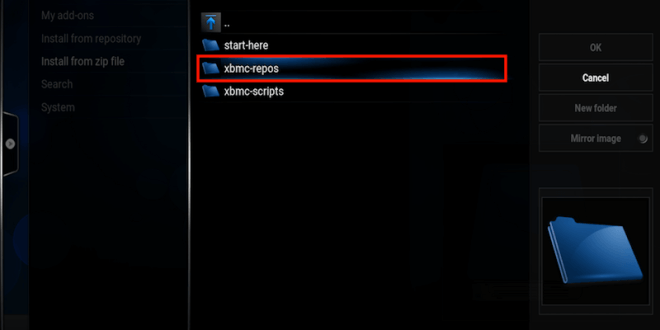 My add-ons
Install from repository
Install from zip file
Search
System
..
start-here
xbmc-repos
xbmc-scripts
OK
Cancel
New folder
Mirror image